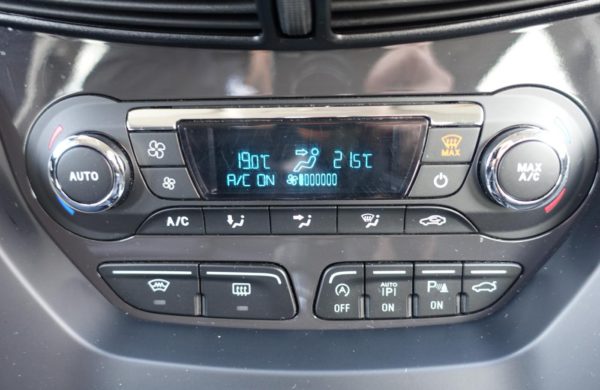 19.0°C 21.5°C
A/C ON
MAX
AUTO
MAX
A/C
A/C
A
OFF
AUTO
P
ON
P
ON